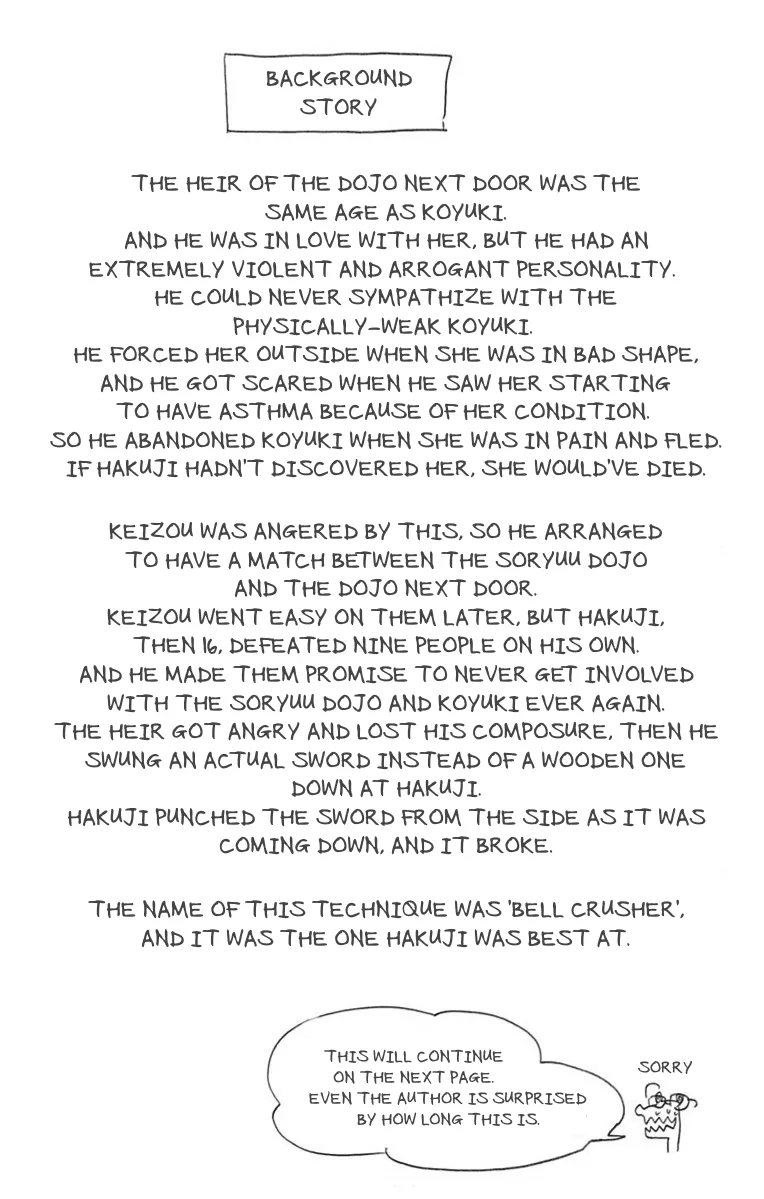 BACKGROUND
STORY
THE HEIR OF THE DOJO NEXT DOOR WAS THE
SAME AGE AS KOYUKI.
AND HE WAS IN LOVE WITH HER, BUT HE HAD AN
EXTREMELY VIOLENT AND ARROGANT PERSONALITY.
HE COULD NEVER SYMPATHIZE WITH THE
PHYSICALLY-WEAK KOYUKI.
HE FORCED HER OUTSIDE WHEN SHE WAS IN BAD SHAPE,
AND HE GOT SCARED WHEN HE SAW HER STARTING
TO HAVE ASTHMA BECAUSE OF HER CONDITION.
SO HE ABANDONED KOYUKI WHEN SHE WAS IN PAIN AND FLED.
IF HAKUJI HADN'T DISCOVERED HER, SHE WOULD'VE DIED.
KEIZOU WAS ANGERED BY THIS, SO HE ARRANGED
TO HAVE A MATCH BETWEEN THE SORYUU DOJO
AND THE DOJO NEXT DOOR.
KEIZOU WENT EASY ON THEM LATER, BUT HAKUJI,
THEN 16, DEFEATED NINE PEOPLE ON HIS OWN.
AND HE MADE THEM PROMISE TO NEVER GET INVOLVED
WITH THE SORYUU DOJO AND KOYUKI EVER AGAIN.
THE HEIR GOT ANGRY AND LOST HIS COMPOSURE, THEN HE
SWUNG AN ACTUAL SWORD INSTEAD OF A WOODEN ONE
DOWN AT HAKUJI.
HAKUJI PUNCHED THE SWORD FROM THE SIDE AS IT WAS
COMING DOWN, AND IT BROKE.
THE NAME OF THIS TECHNIQUE WAS 'BELL CRUSHER',
AND IT WAS THE ONE HAKUJI WAS BEST AT.
THIS WILL CONTINUE
ON THE NEXT PAGE.
EVEN THE AUTHOR IS SURPRISED
BY HOW LONG THIS IS.
SORRY